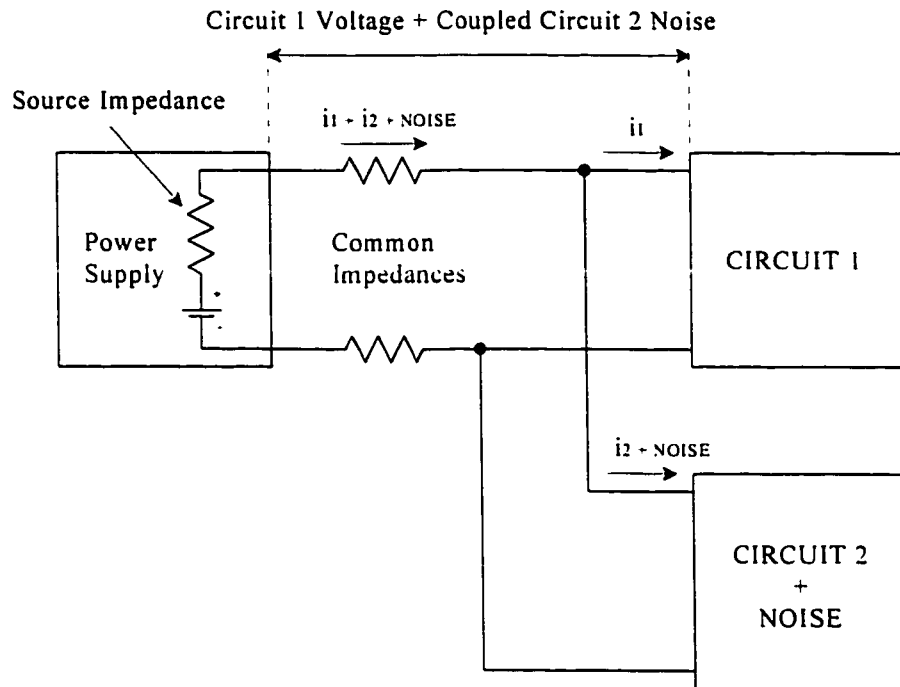 Circuit 1 Voltage + Coupled Circuit 2 Noise
Source Impedance
i1 + i2 + NOISE
i1
Power
Supply
+
-
Common
Impedances
CIRCUIT 1
i2 + NOISE
CIRCUIT 2
+
NOISE